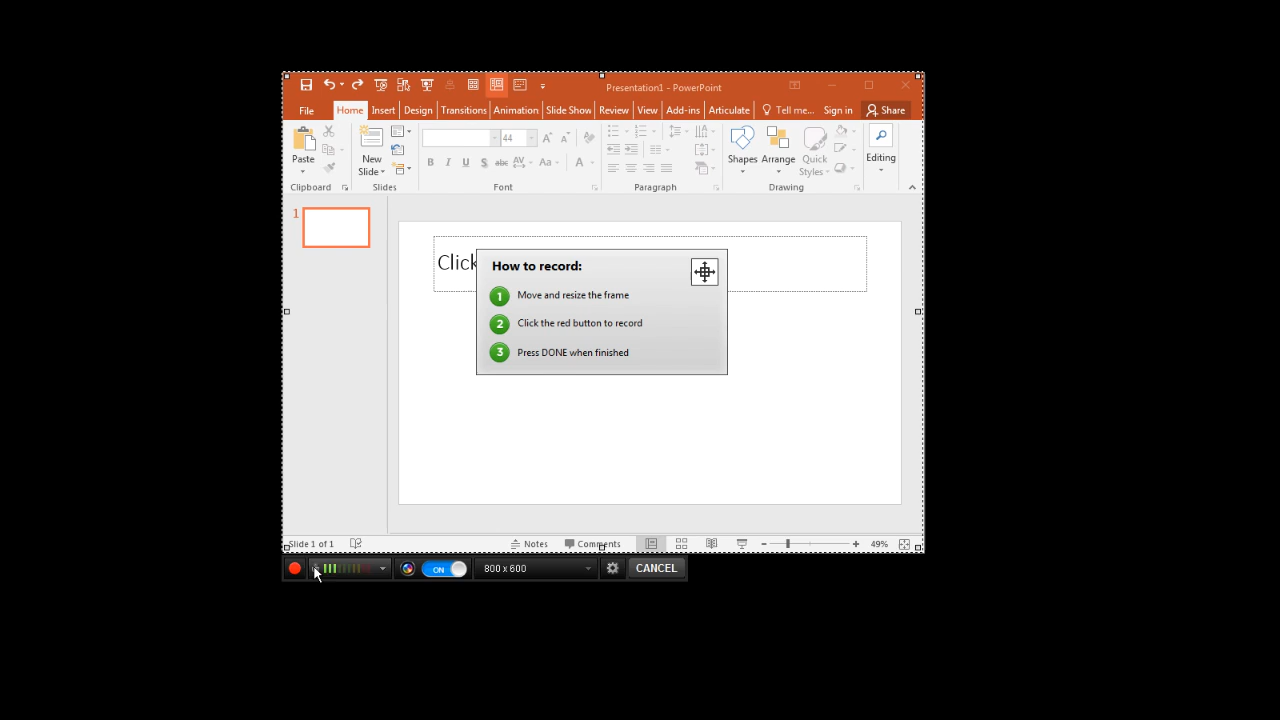 Presentation1 - PowerPoint
File Home Insert Design Transitions Animation Slide Show Review View Add-ins Articulate Tell me... Sign in Share
44
Paste New Slide B I U S abc AV Aa A Shapes Arrange Quick Styles Editing
Clipboard Slides Font Paragraph Drawing
1
Click
How to record:
1 Move and resize the frame
2 Click the red button to record
3 Press DONE when finished
Slide 1 of 1 Notes Comments 49%
ON 800 x 600 CANCEL